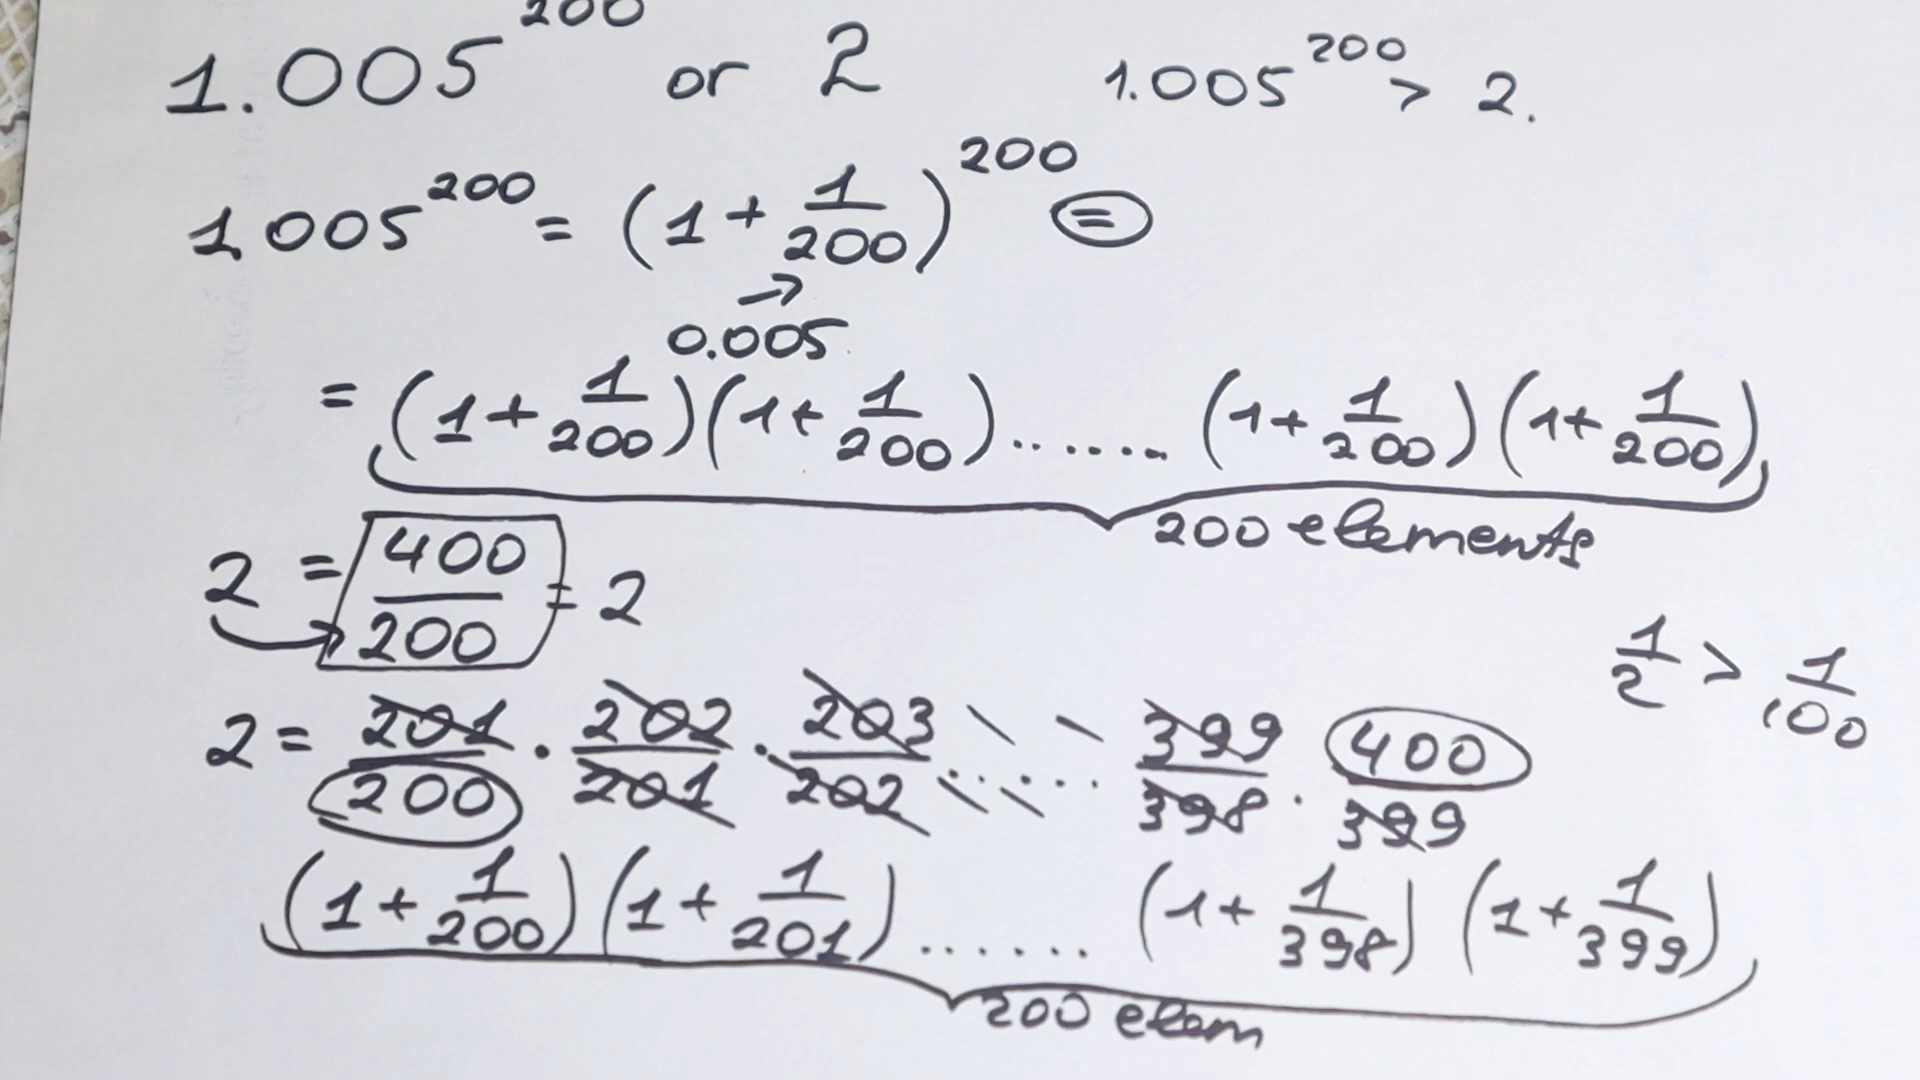 1.005^200 or 2
1.005^200 > 2.
1.005^200 = (1 + 1/200)^200 =
0.005
= (1 + 1/200)(1 + 1/200) ....... (1 + 1/200)(1 + 1/200)
200 elements
2 = 400/200 = 2
1/2 > 1/100
2 = 201/200 · 202/201 · 203/202 ..... 399/398 · 400/399
(1 + 1/200)(1 + 1/201) ...... (1 + 1/398)(1 + 1/399)
200 elem